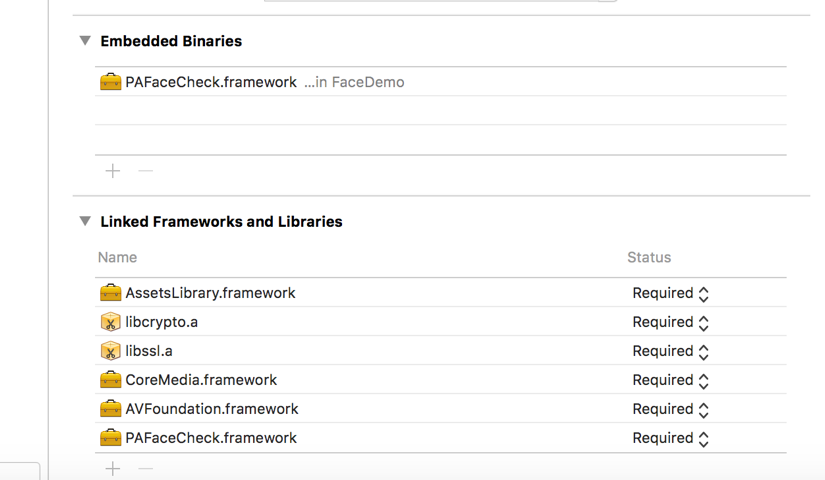 Embedded Binaries
PAFaceCheck.framework ...in FaceDemo
Linked Frameworks and Libraries
Name Status
AssetsLibrary.framework Required
libcrypto.a Required
libssl.a Required
CoreMedia.framework Required
AVFoundation.framework Required
PAFaceCheck.framework Required